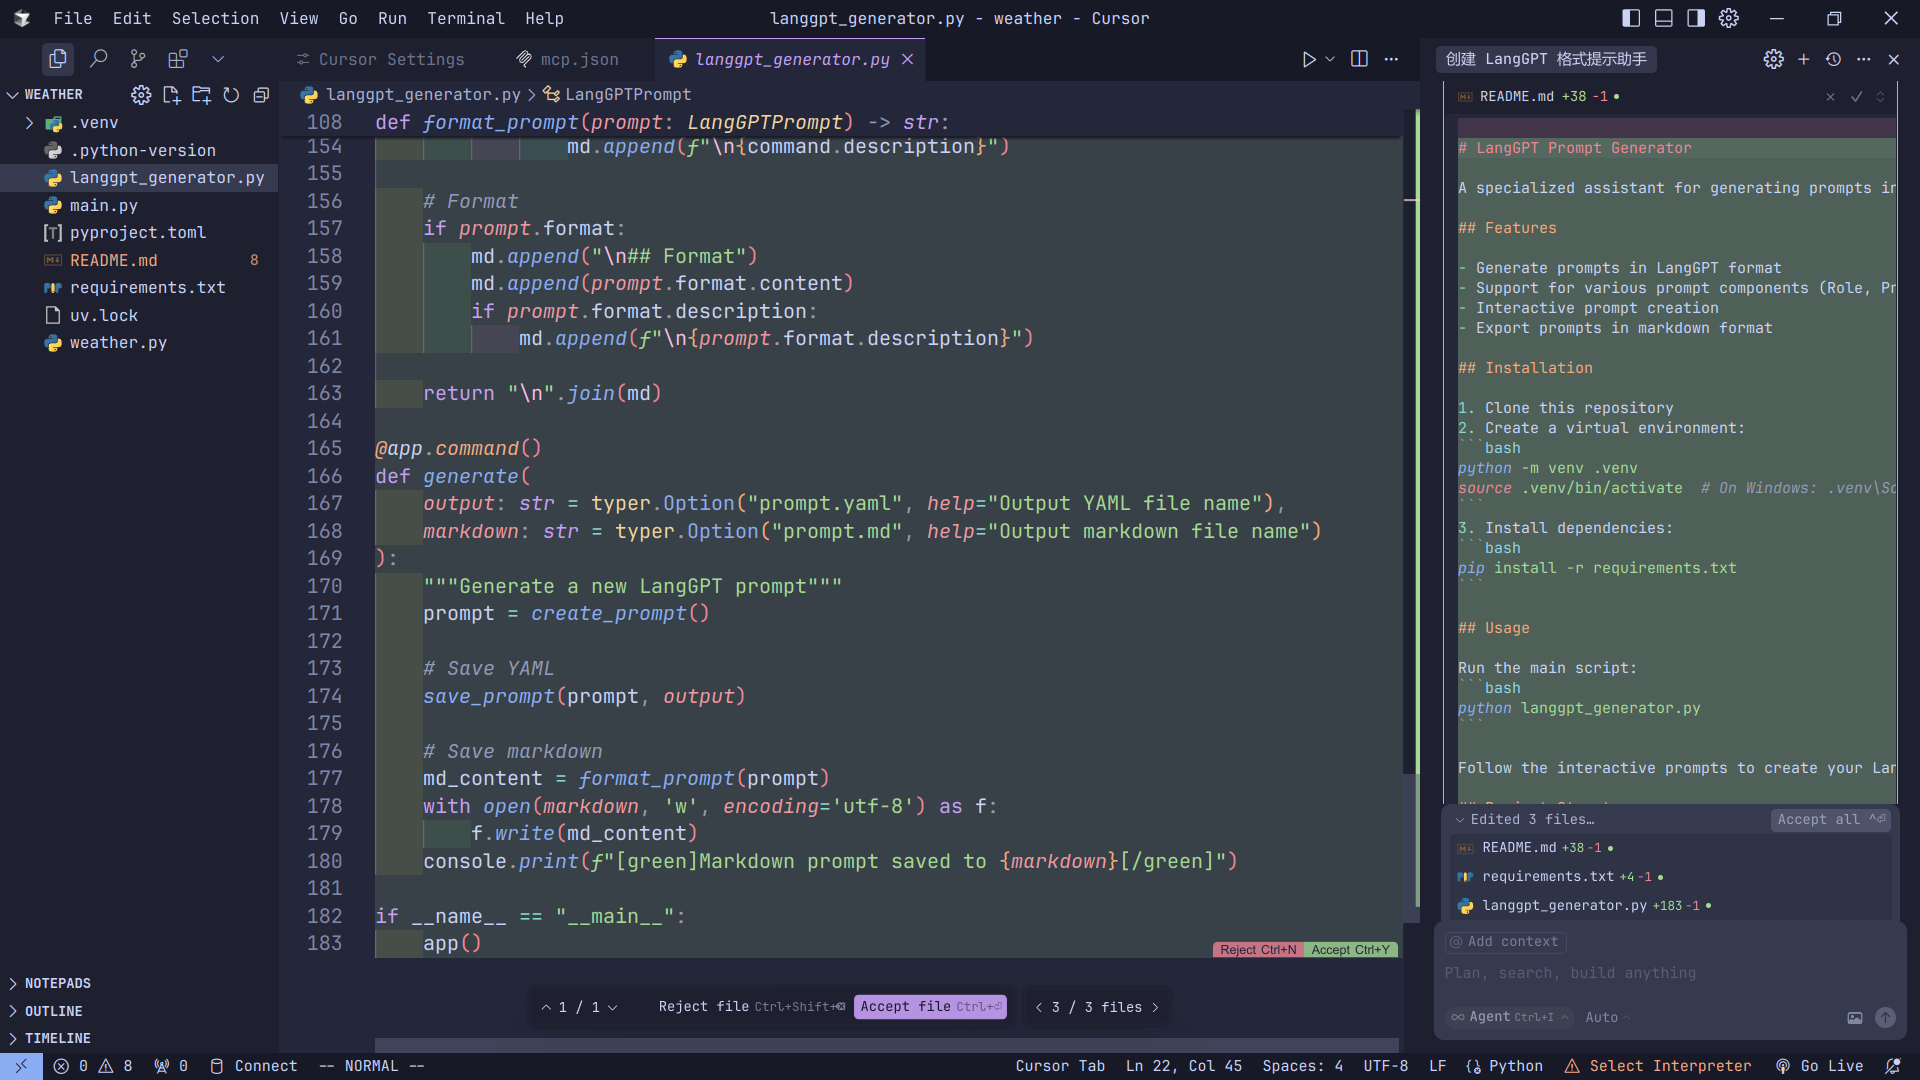 File Edit Selection View Go Run Terminal Help
langgpt_generator.py - weather - Cursor
Cursor Settings
mcp.json
langgpt_generator.py
创建 LangGPT 格式提示助手
WEATHER
.venv
.python-version
langgpt_generator.py
main.py
pyproject.toml
README.md 8
requirements.txt
uv.lock
weather.py
NOTEPADS
OUTLINE
TIMELINE
langgpt_generator.py > LangGPTPrompt
108 def format_prompt(prompt: LangGPTPrompt) -> str:
154 md.append(f"\n{command.description}")
155
156 # Format
157 if prompt.format:
158 md.append("\n## Format")
159 md.append(prompt.format.content)
160 if prompt.format.description:
161 md.append(f"\n{prompt.format.description}")
162
163 return "\n".join(md)
164
165 @app.command()
166 def generate(
167 output: str = typer.Option("prompt.yaml", help="Output YAML file name"),
168 markdown: str = typer.Option("prompt.md", help="Output markdown file name")
169 ):
170 """Generate a new LangGPT prompt"""
171 prompt = create_prompt()
172
173 # Save YAML
174 save_prompt(prompt, output)
175
176 # Save markdown
177 md_content = format_prompt(prompt)
178 with open(markdown, 'w', encoding='utf-8') as f:
179 f.write(md_content)
180 console.print(f"[green]Markdown prompt saved to {markdown}[/green]")
181
182 if __name__ == "__main__":
183 app()
Reject Ctrl+N Accept Ctrl+Y
1 / 1 Reject file Ctrl+Shift+⌫ Accept file Ctrl+⏎ < 3 / 3 files >
README.md +38 -1
# LangGPT Prompt Generator
A specialized assistant for generating prompts in
## Features
- Generate prompts in LangGPT format
- Support for various prompt components (Role, Pr
- Interactive prompt creation
- Export prompts in markdown format
## Installation
1. Clone this repository
2. Create a virtual environment:
```bash
python -m venv .venv
source .venv/bin/activate # On Windows: .venv\Sc
```
3. Install dependencies:
```bash
pip install -r requirements.txt
```
## Usage
Run the main script:
```bash
python langgpt_generator.py
```
Follow the interactive prompts to create your Lan
Edited 3 files… Accept all ^⏎
README.md +38 -1
requirements.txt +4 -1
langgpt_generator.py +183 -1
@ Add context
Plan, search, build anything
∞ Agent Ctrl+I Auto
0 8 0 Connect -- NORMAL --
Cursor Tab Ln 22, Col 45 Spaces: 4 UTF-8 LF {} Python Select Interpreter Go Live